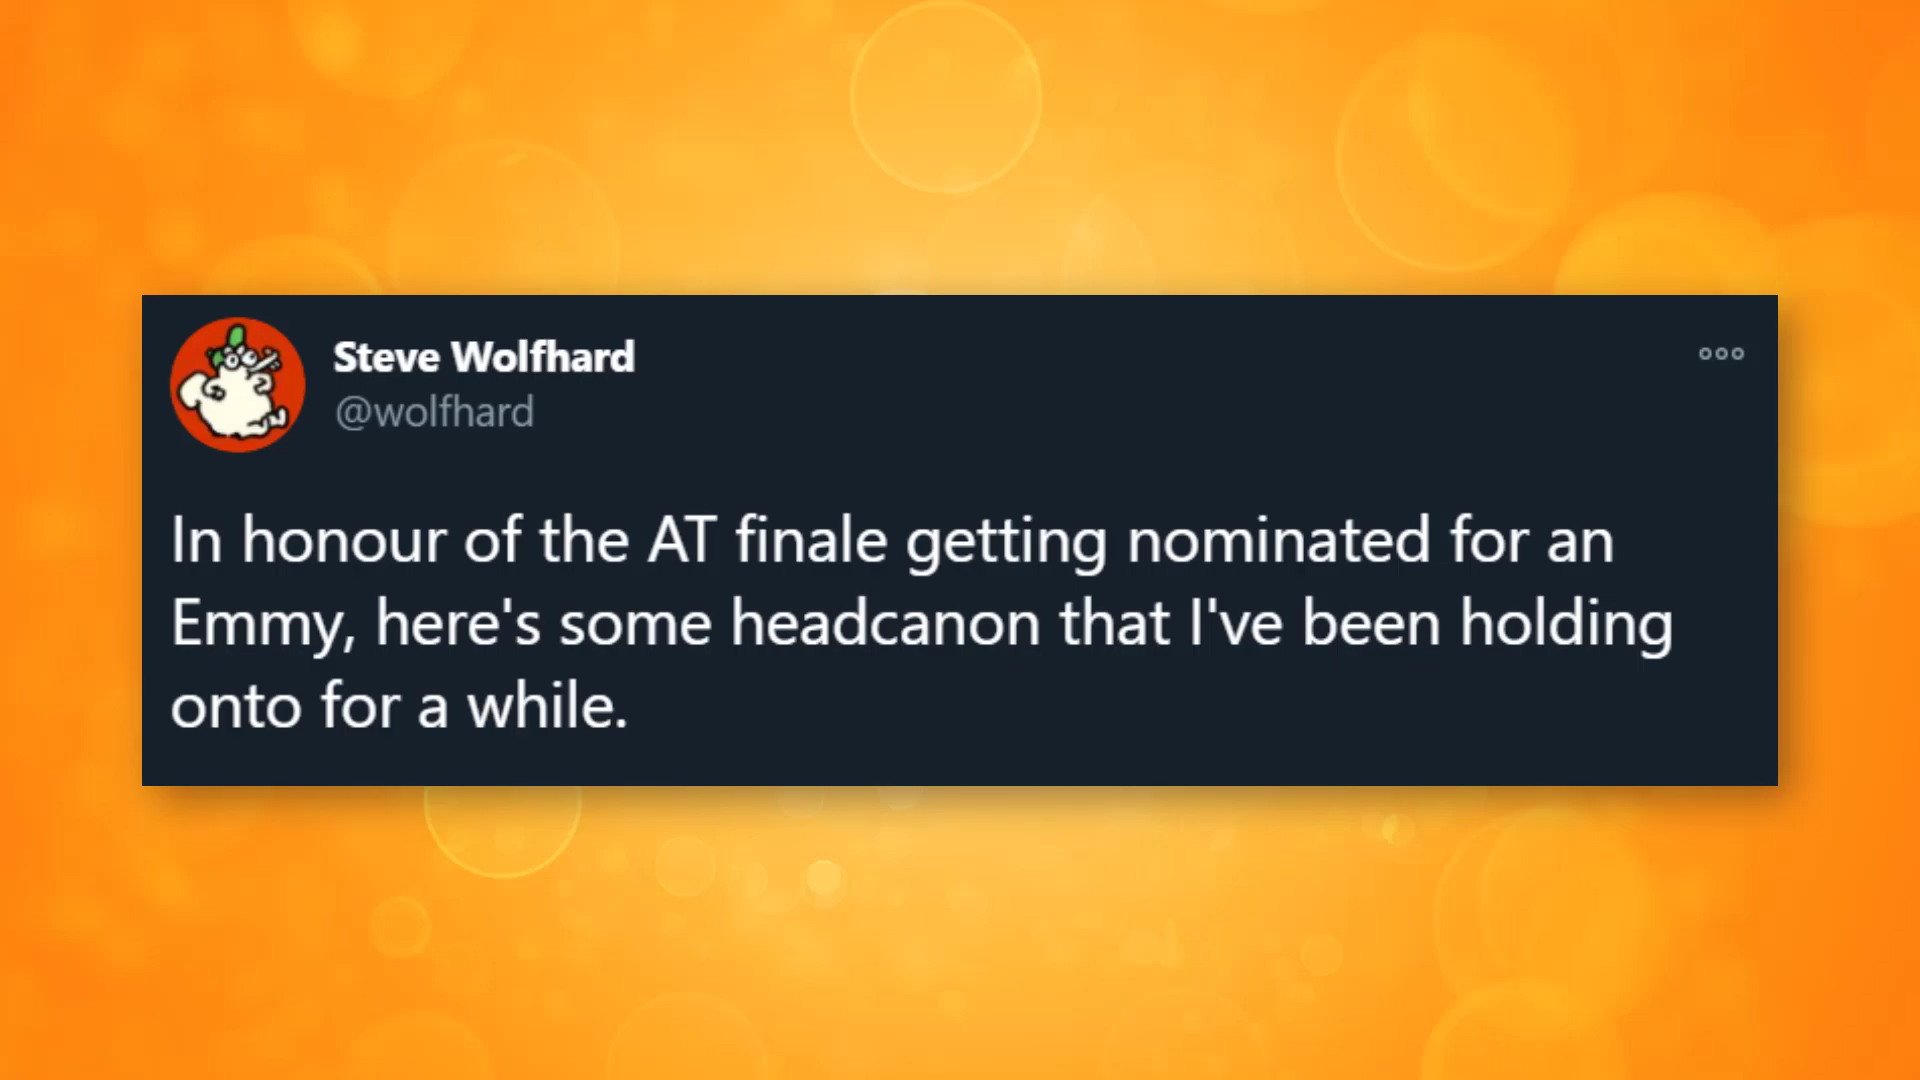 Steve Wolfhard
@wolfhard
In honour of the AT finale getting nominated for an
Emmy, here's some headcanon that I've been holding
onto for a while.